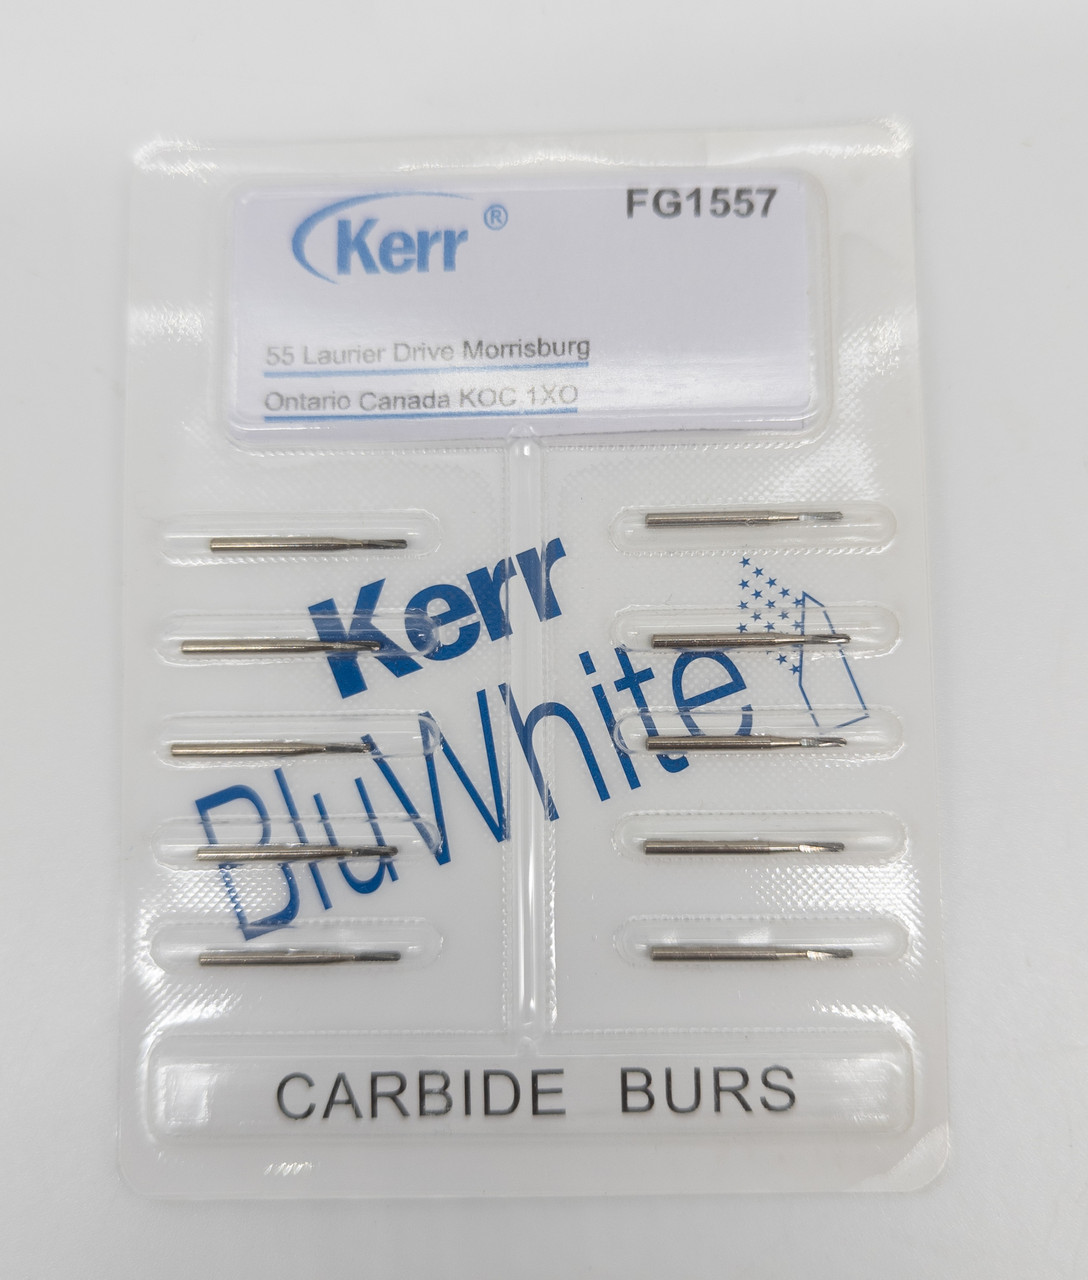 Kerr ®
FG1557
55 Laurier Drive Morrisburg
Ontario Canada KOC 1XO
Kerr
BluWhite
CARBIDE BURS